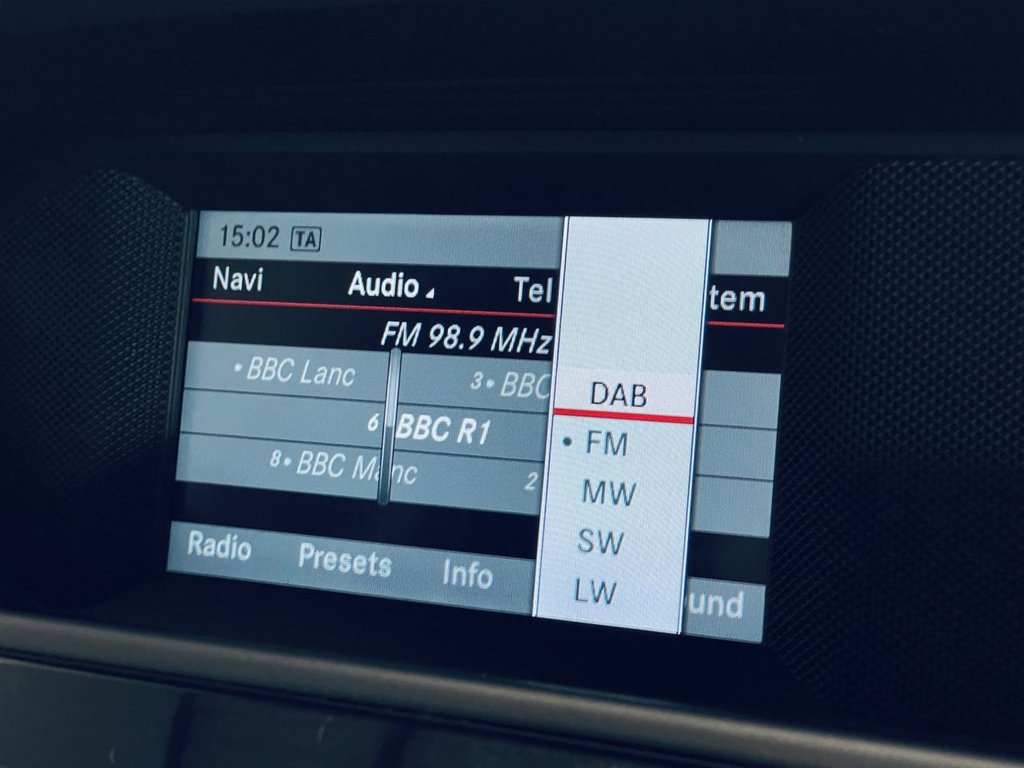 15:02 TA
Navi Audio Tel tem
FM 98.9 MHz
• BBC Lanc 3• BBC
6 BBC R1
8• BBC Manc 2
Radio Presets Info und
DAB
• FM
MW
SW
LW